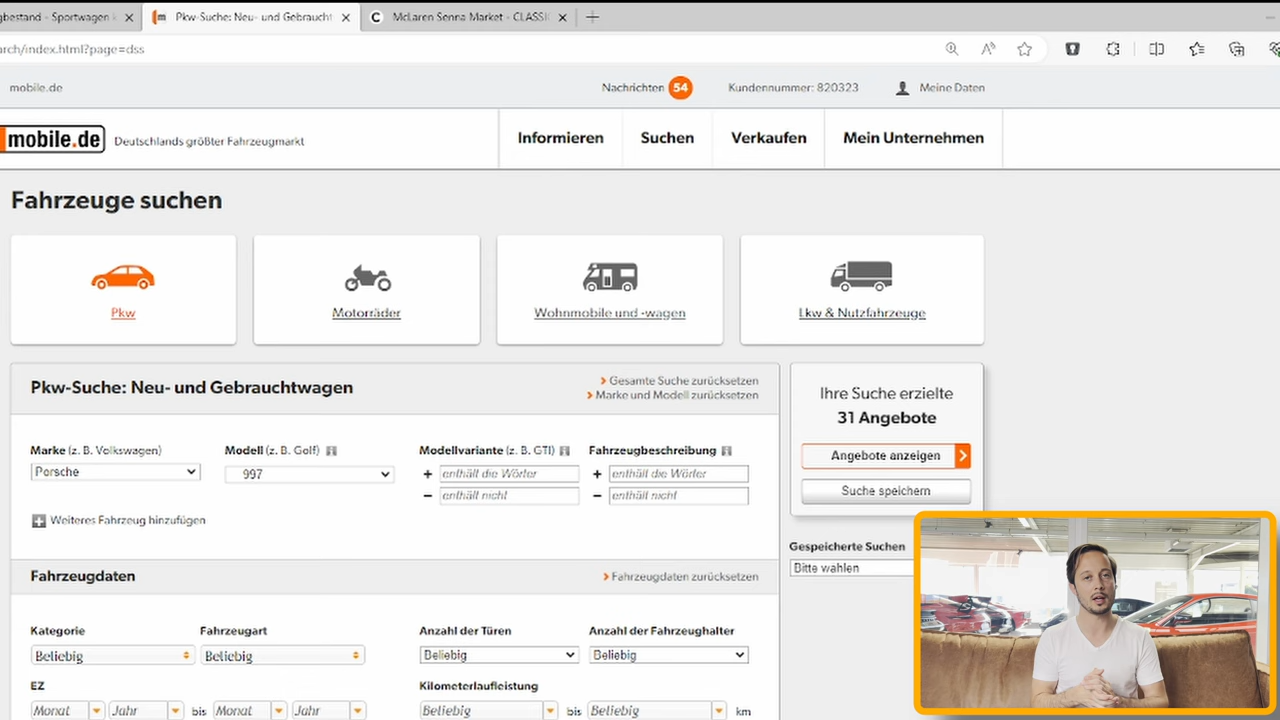 gbestand - Sportwagen k
Pkw-Suche: Neu- und Gebraucht
McLaren Senna Market - CLASSI
rch/index.html?page=dss
mobile.de
Nachrichten 54
Kundennummer: 820323
Meine Daten
mobile.de
Deutschlands größter Fahrzeugmarkt
Informieren
Suchen
Verkaufen
Mein Unternehmen
Fahrzeuge suchen
Pkw
Motorräder
Wohnmobile und -wagen
Lkw & Nutzfahrzeuge
Pkw-Suche: Neu- und Gebrauchtwagen
Gesamte Suche zurücksetzen
Marke und Modell zurücksetzen
Ihre Suche erzielte
31 Angebote
Angebote anzeigen
Suche speichern
Marke (z. B. Volkswagen)
Modell (z. B. Golf)
Modellvariante (z. B. GTI)
Fahrzeugbeschreibung
Porsche
997
+ enthält die Wörter
+ enthält die Wörter
- enthält nicht
- enthält nicht
Weiteres Fahrzeug hinzufügen
Gespeicherte Suchen
Bitte wählen
Fahrzeugdaten
Fahrzeugdaten zurücksetzen
Kategorie
Fahrzeugart
Anzahl der Türen
Anzahl der Fahrzeughalter
Beliebig
Beliebig
Beliebig
Beliebig
EZ
Kilometerlaufleistung
Monat Jahr bis Monat Jahr
Beliebig bis Beliebig km